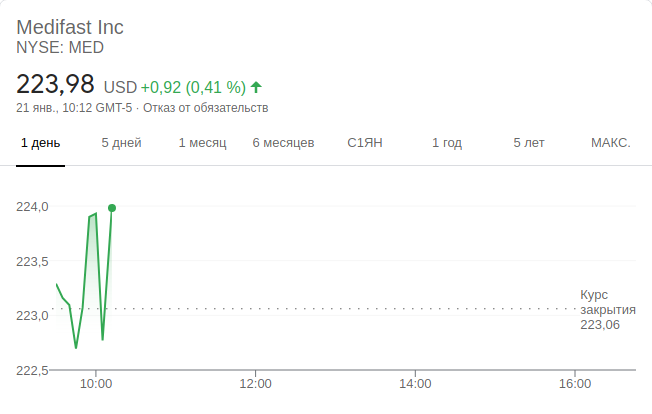 Medifast Inc
NYSE: MED
223,98 USD +0,92 (0,41 %)
21 янв., 10:12 GMT-5 · Отказ от обязательств
1 день 5 дней 1 месяц 6 месяцев С1ЯН 1 год 5 лет МАКС.
224,0
223,5
Курс
закрытия
223,06
223,0
222,5
10:00 12:00 14:00 16:00